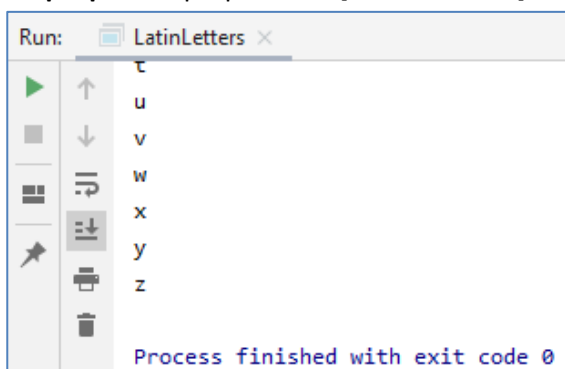 Run: LatinLetters
t
u
v
w
x
y
z
Process finished with exit code 0